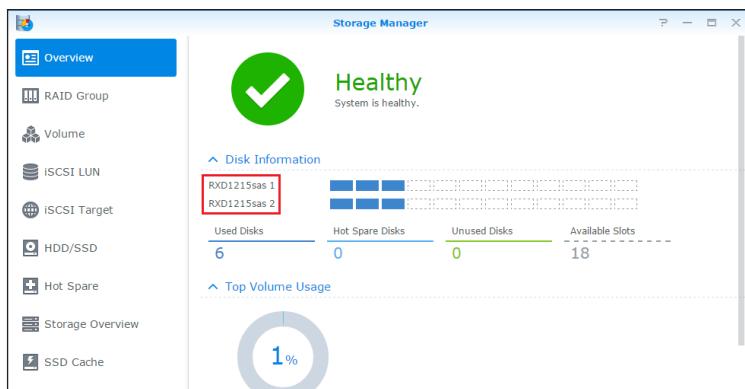 Storage Manager
Overview
RAID Group
Volume
iSCSI LUN
iSCSI Target
HDD/SSD
Hot Spare
Storage Overview
SSD Cache
Healthy
System is healthy.
Disk Information
RXD1215sas 1
RXD1215sas 2
Used Disks Hot Spare Disks Unused Disks Available Slots
6 0 0 18
Top Volume Usage
1%